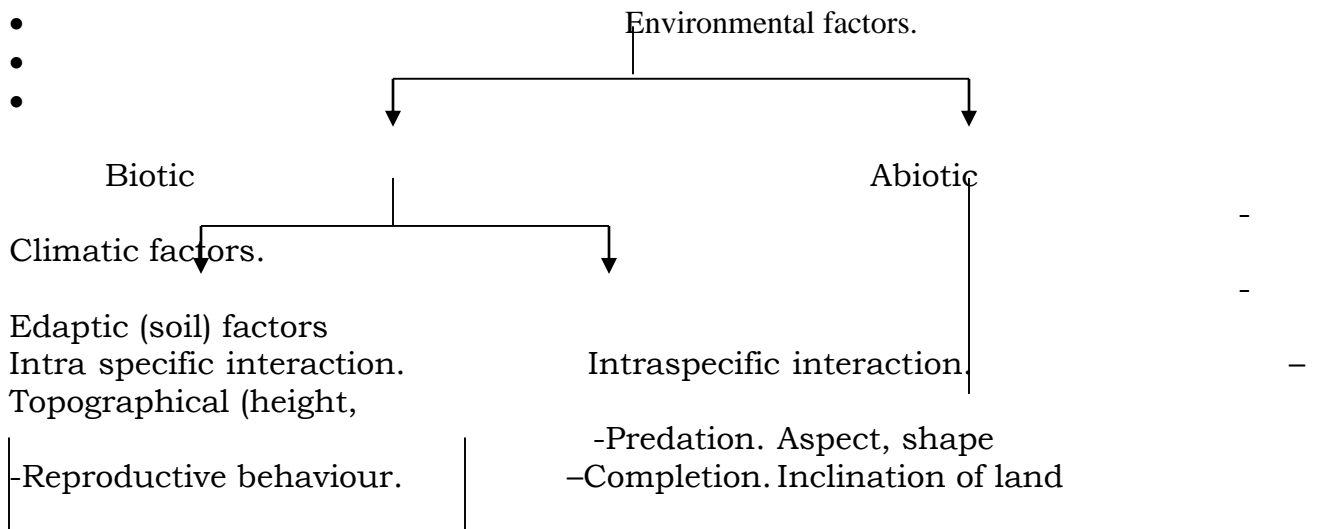 • Environmental factors.
•
•
Biotic Abiotic
-
Climatic factors.
-
Edaptic (soil) factors
Intra specific interaction. Intraspecific interaction. –
Topographical (height,
-Predation. Aspect, shape
-Reproductive behaviour. –Completion. Inclination of land